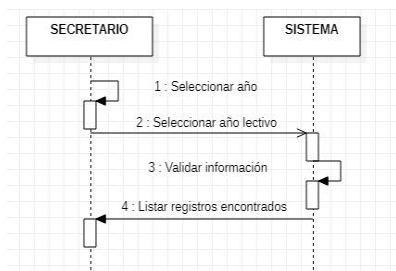 SECRETARIO
SISTEMA
1 : Seleccionar año
2 : Seleccionar año lectivo
3 : Validar información
4 : Listar registros encontrados